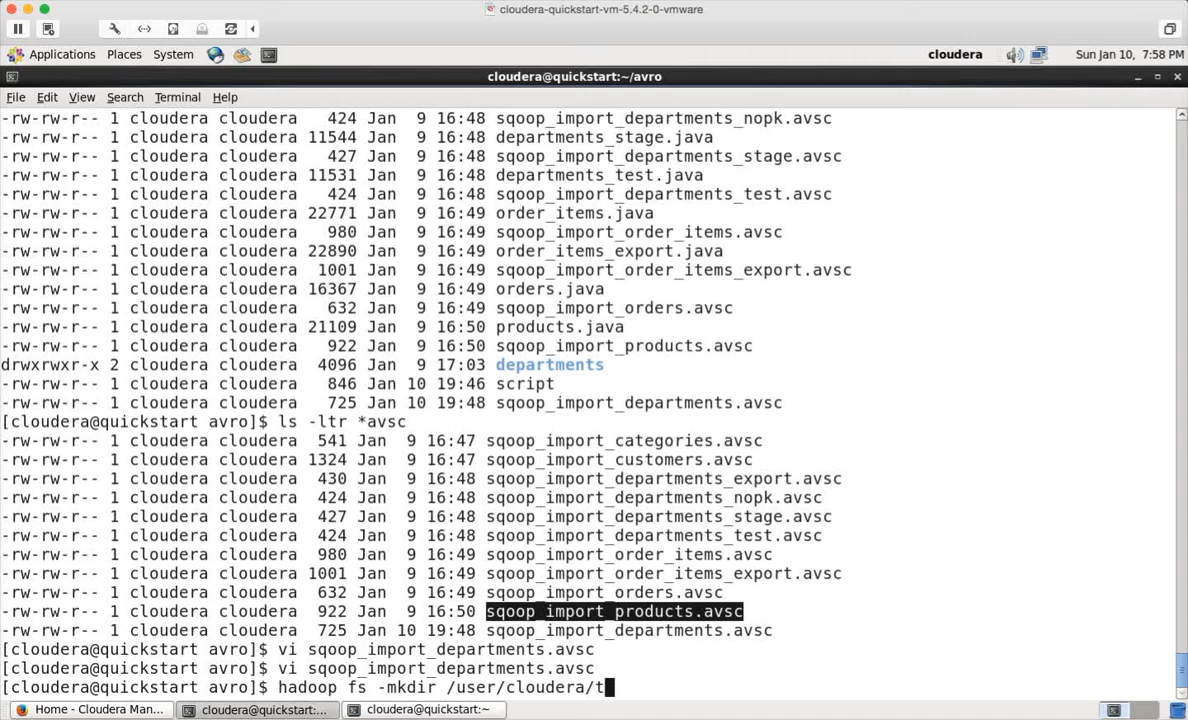 cloudera-quickstart-vm-5.4.2-0-vmware
Applications Places System cloudera Sun Jan 10, 7:58 PM
cloudera@quickstart:~/avro
File Edit View Search Terminal Help
-rw-rw-r-- 1 cloudera cloudera 424 Jan 9 16:48 sqoop_import_departments_nopk.avsc
-rw-rw-r-- 1 cloudera cloudera 11544 Jan 9 16:48 departments_stage.java
-rw-rw-r-- 1 cloudera cloudera 427 Jan 9 16:48 sqoop_import_departments_stage.avsc
-rw-rw-r-- 1 cloudera cloudera 11531 Jan 9 16:48 departments_test.java
-rw-rw-r-- 1 cloudera cloudera 424 Jan 9 16:48 sqoop_import_departments_test.avsc
-rw-rw-r-- 1 cloudera cloudera 22771 Jan 9 16:49 order_items.java
-rw-rw-r-- 1 cloudera cloudera 980 Jan 9 16:49 sqoop_import_order_items.avsc
-rw-rw-r-- 1 cloudera cloudera 22890 Jan 9 16:49 order_items_export.java
-rw-rw-r-- 1 cloudera cloudera 1001 Jan 9 16:49 sqoop_import_order_items_export.avsc
-rw-rw-r-- 1 cloudera cloudera 16367 Jan 9 16:49 orders.java
-rw-rw-r-- 1 cloudera cloudera 632 Jan 9 16:49 sqoop_import_orders.avsc
-rw-rw-r-- 1 cloudera cloudera 21109 Jan 9 16:50 products.java
-rw-rw-r-- 1 cloudera cloudera 922 Jan 9 16:50 sqoop_import_products.avsc
drwxrwxr-x 2 cloudera cloudera 4096 Jan 9 17:03 departments
-rw-rw-r-- 1 cloudera cloudera 846 Jan 10 19:46 script
-rw-rw-r-- 1 cloudera cloudera 725 Jan 10 19:48 sqoop_import_departments.avsc
[cloudera@quickstart avro]$ ls -ltr *avsc
-rw-rw-r-- 1 cloudera cloudera 541 Jan 9 16:47 sqoop_import_categories.avsc
-rw-rw-r-- 1 cloudera cloudera 1324 Jan 9 16:47 sqoop_import_customers.avsc
-rw-rw-r-- 1 cloudera cloudera 430 Jan 9 16:48 sqoop_import_departments_export.avsc
-rw-rw-r-- 1 cloudera cloudera 424 Jan 9 16:48 sqoop_import_departments_nopk.avsc
-rw-rw-r-- 1 cloudera cloudera 427 Jan 9 16:48 sqoop_import_departments_stage.avsc
-rw-rw-r-- 1 cloudera cloudera 424 Jan 9 16:48 sqoop_import_departments_test.avsc
-rw-rw-r-- 1 cloudera cloudera 980 Jan 9 16:49 sqoop_import_order_items.avsc
-rw-rw-r-- 1 cloudera cloudera 1001 Jan 9 16:49 sqoop_import_order_items_export.avsc
-rw-rw-r-- 1 cloudera cloudera 632 Jan 9 16:49 sqoop_import_orders.avsc
-rw-rw-r-- 1 cloudera cloudera 922 Jan 9 16:50 sqoop_import_products.avsc
-rw-rw-r-- 1 cloudera cloudera 725 Jan 10 19:48 sqoop_import_departments.avsc
[cloudera@quickstart avro]$ vi sqoop_import_departments.avsc
[cloudera@quickstart avro]$ vi sqoop_import_departments.avsc
[cloudera@quickstart avro]$ hadoop fs -mkdir /user/cloudera/t
Home - Cloudera Man... cloudera@quickstart:... cloudera@quickstart:~